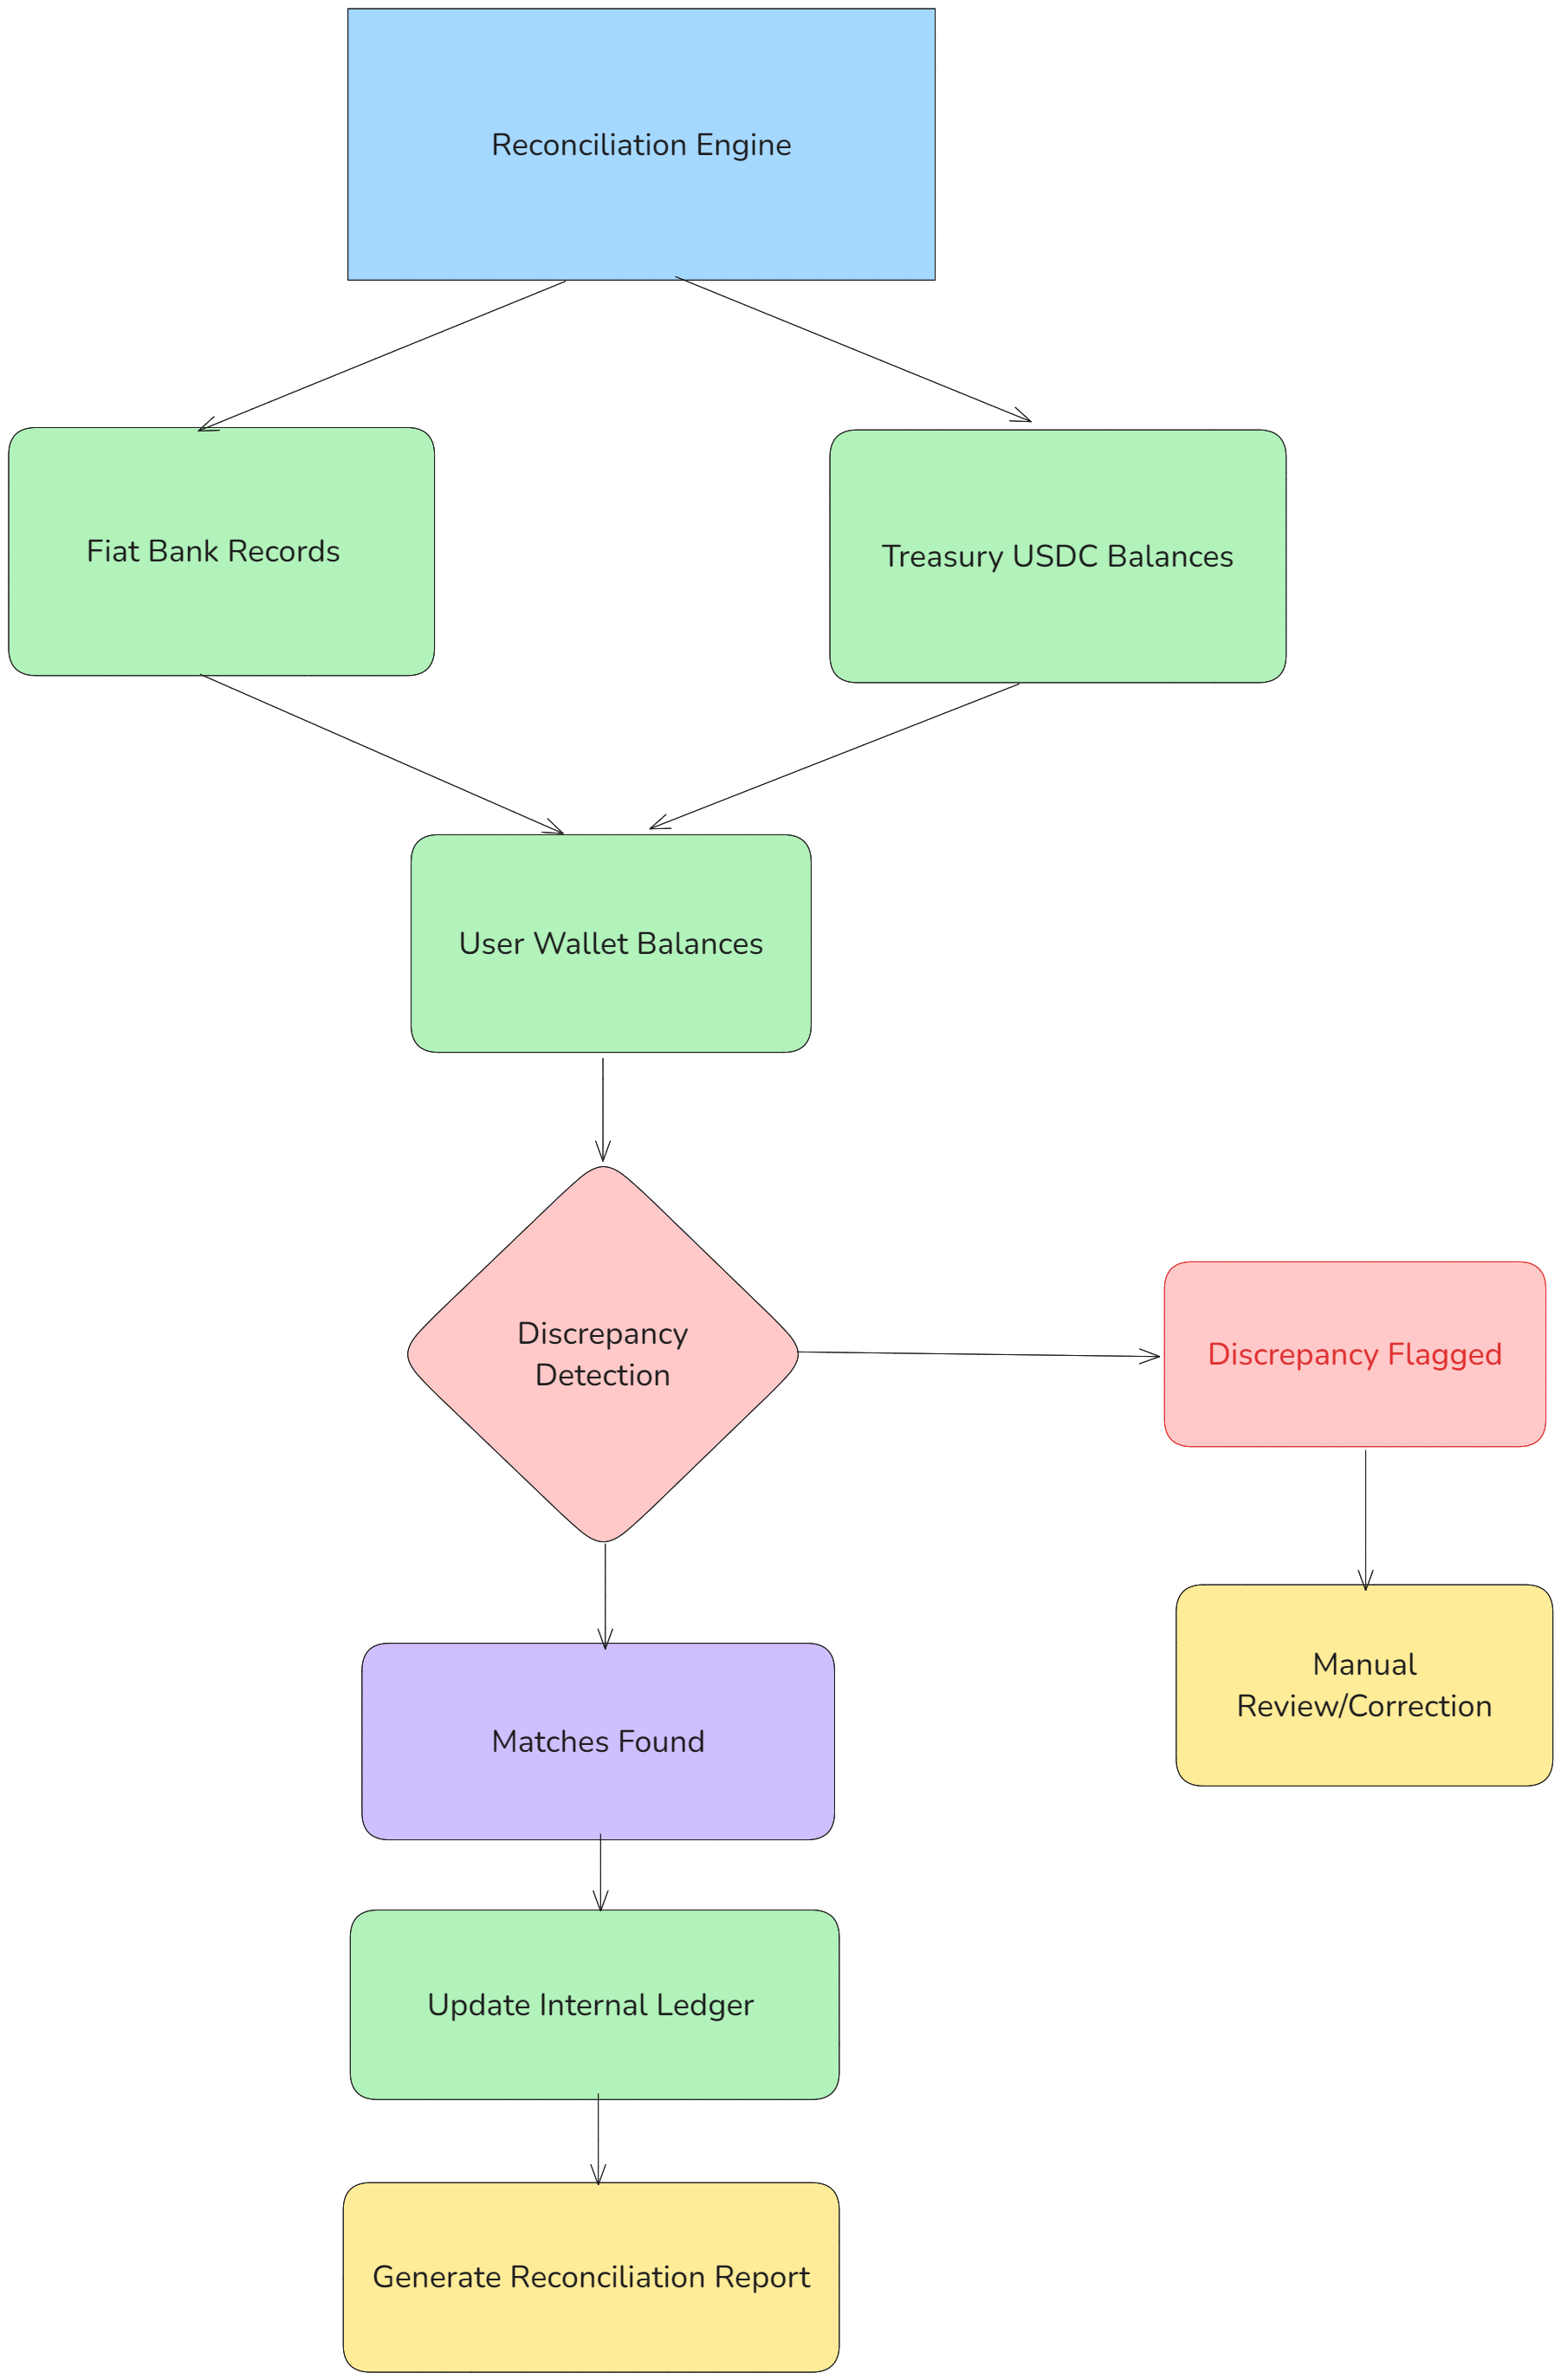 Reconciliation Engine
Fiat Bank Records
Treasury USDC Balances
User Wallet Balances
Discrepancy
Detection
Discrepancy Flagged
Manual
Review/Correction
Matches Found
Update Internal Ledger
Generate Reconciliation Report